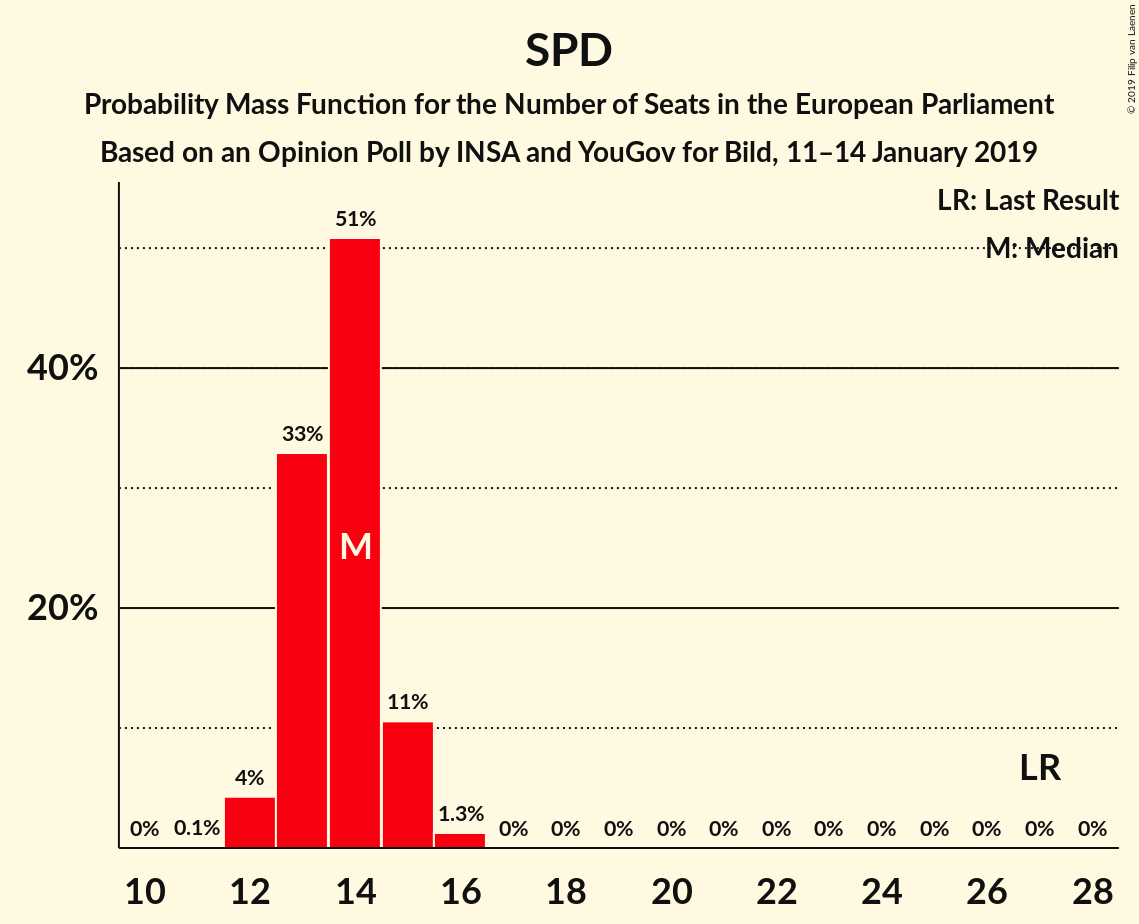 SPD
Probability Mass Function for the Number of Seats in the European Parliament
Based on an Opinion Poll by INSA and YouGov for Bild, 11–14 January 2019
© 2019 Filip van Laenen
LR: Last Result
M: Median
51%
40%
33%
M
20%
11%
LR
4%
1.3%
0% 0.1% 0% 0% 0% 0% 0% 0% 0% 0% 0% 0% 0% 0%
10 12 14 16 18 20 22 24 26 28